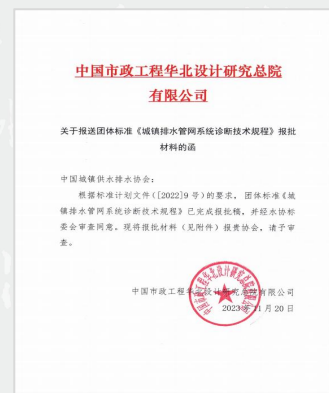 中国市政工程华北设计研究总院
有限公司
关于报送团体标准《城镇排水管网系统诊断技术规程》报批
材料的函
中国城镇供水排水协会：
根据标准计划文件（[2022]9 号）的要求，团体标准《城
镇排水管网系统诊断技术规程》已完成报批稿，并经水协标
委会审查同意。现将报批材料（见附件）报贵协会，请予审
查。
中国市政工程华北设计研究总院有限公司
2023年11月20日